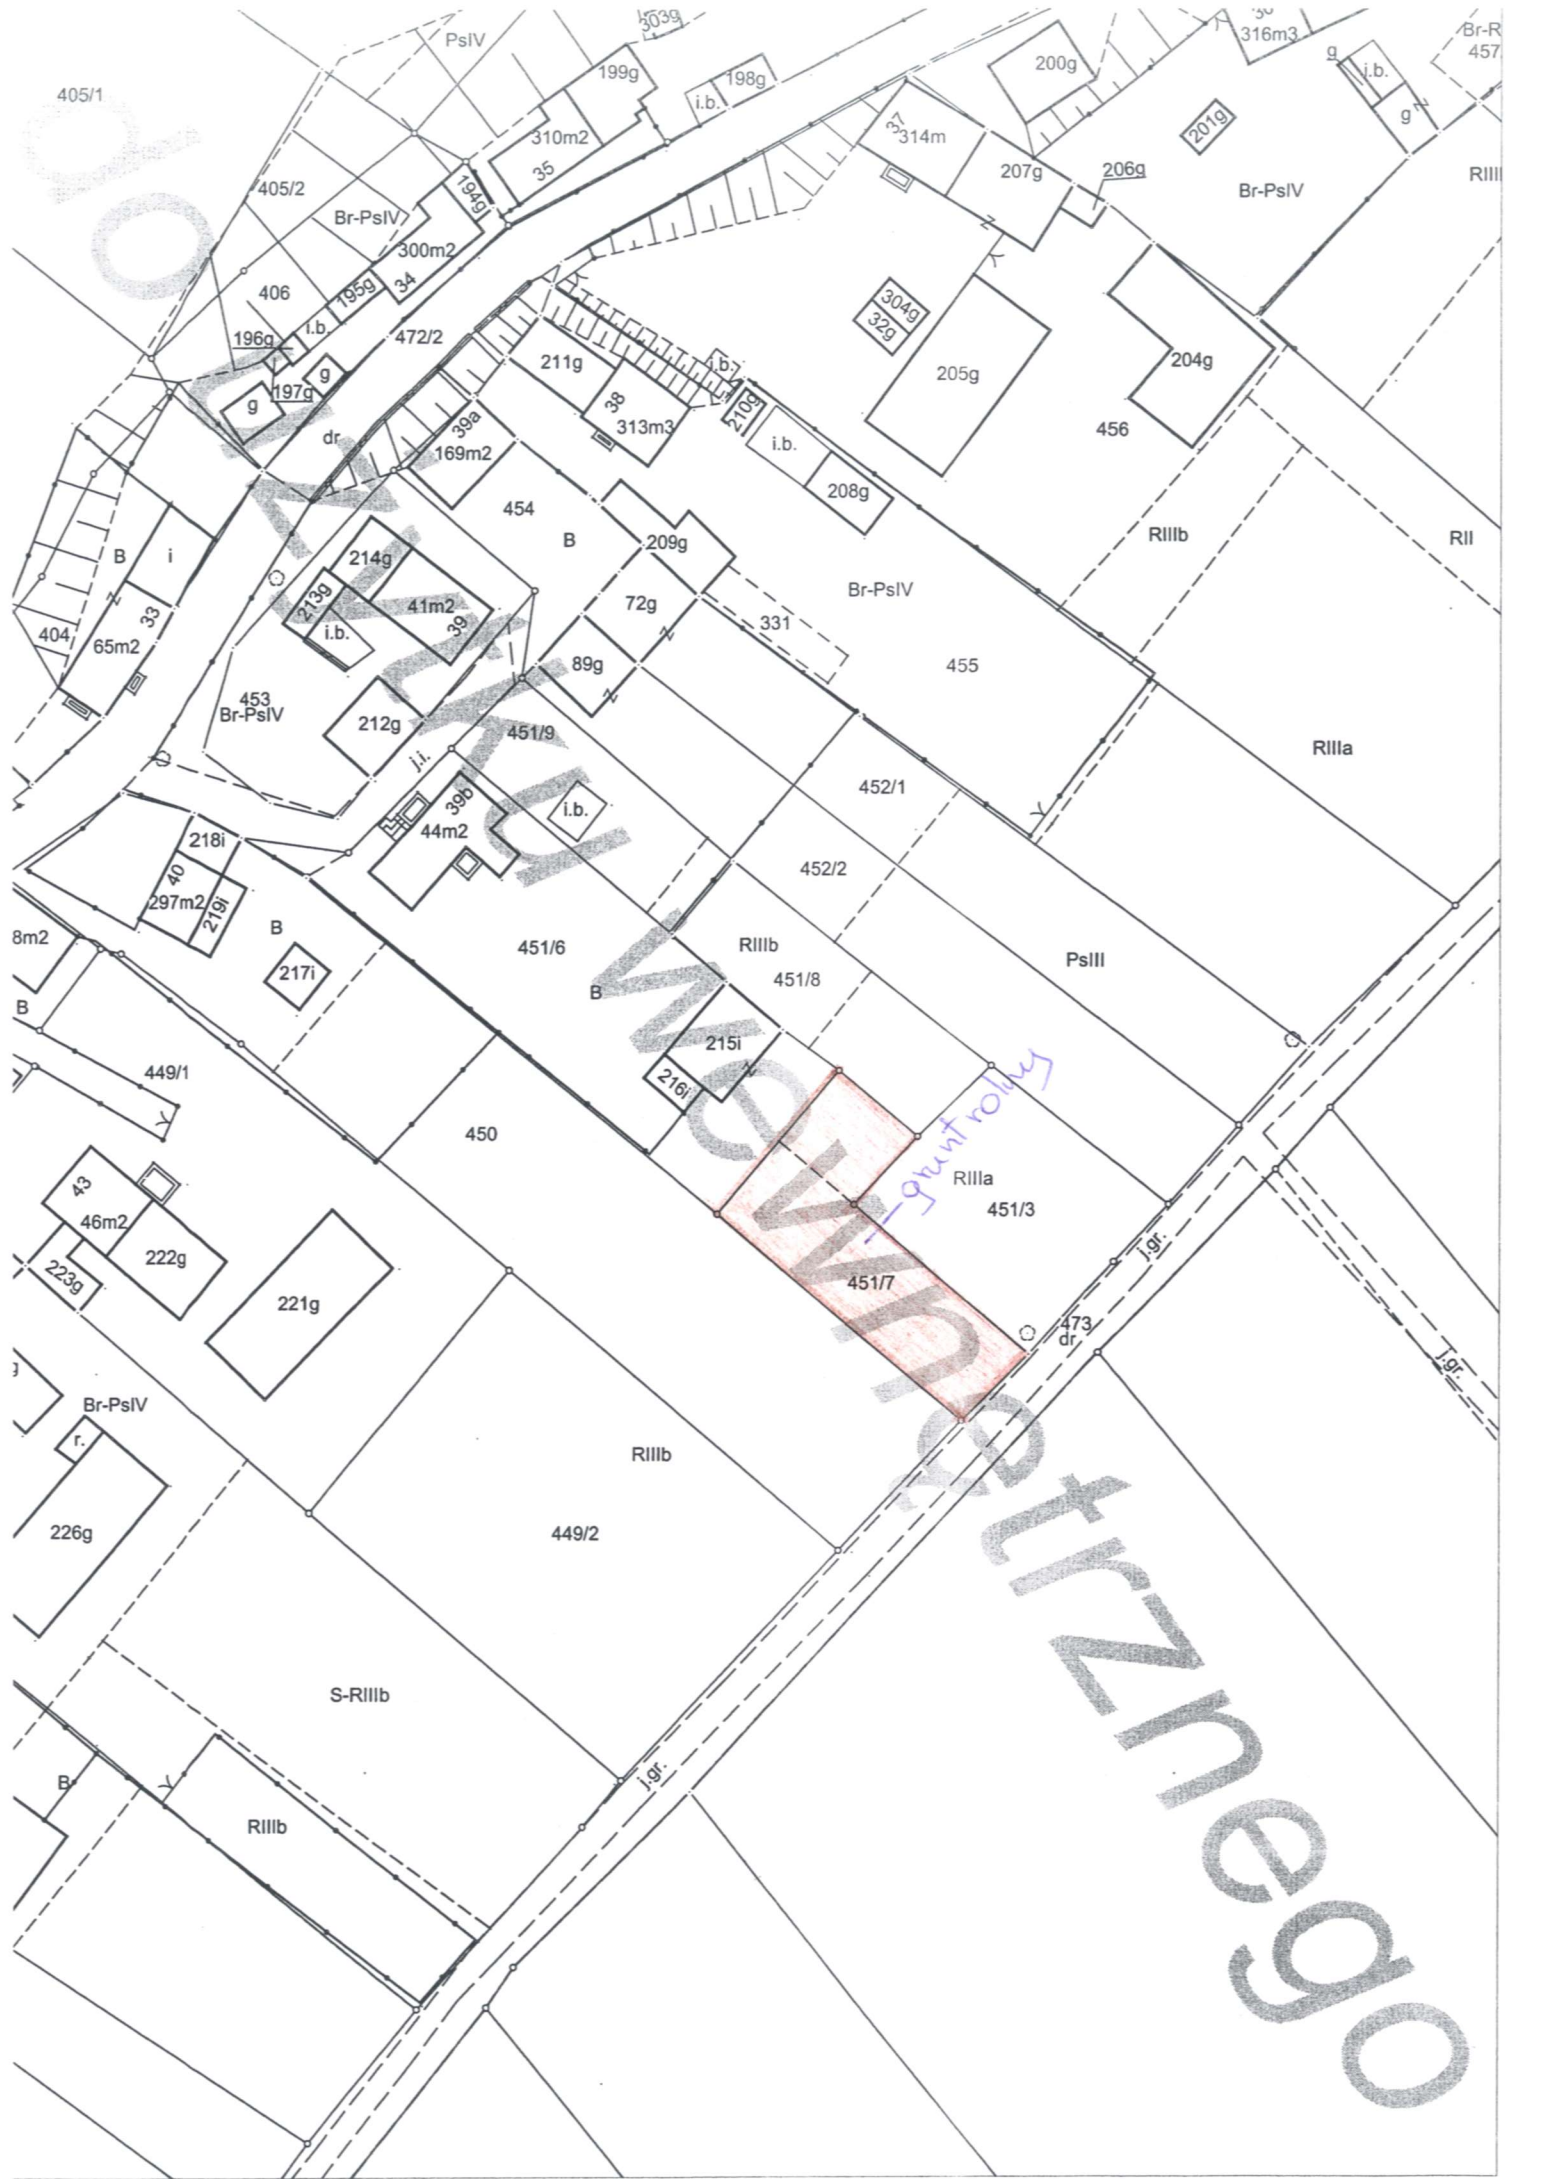 303g
30
316m3
Br-R
457
PsIV
405/1
199g
198g
i.b.
200g
g
i.b.
g
310m2
35
37
314m
201g
207g
206g
Br-PsIV
RIII
405/2
194g
Br-PsIV
300m2
34
406
195g
i.b.
196g
197g
g
g
472/2
dr
211g
38
313m3
i.b.
210g
304g
32g
205g
204g
456
39a
169m2
i.b.
208g
454
B
209g
RIIIb
RII
B
i
33
65m2
404
214g
213g
41m2
39
i.b.
72g
89g
331
Br-PsIV
455
453
Br-PsIV
212g
j.i.
451/9
RIIIa
452/1
39b
44m2
i.b.
452/2
218i
40
297m2
219i
B
217i
8m2
B
451/6
B
RIIIb
451/8
PsIII
215i
216i
449/1
450
gruntrolny
RIIIa
451/3
43
46m2
222g
223g
221g
451/7
j.gr.
473
dr
j.gr.
g
Br-PsIV
r.
226g
RIIIb
449/2
S-RIIIb
j.gr.
B
RIIIb
do użytku wewnętrznego